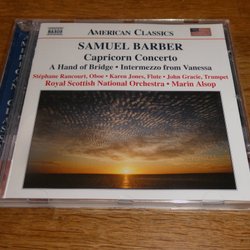 NAXOS
AMERICAN CLASSICS
SAMUEL BARBER
Capricorn Concerto
A Hand of Bridge • Intermezzo from Vanessa
Stéphane Rancourt, Oboe • Karen Jones, Flute • John Gracie, Trumpet
Royal Scottish National Orchestra • Marin Alsop